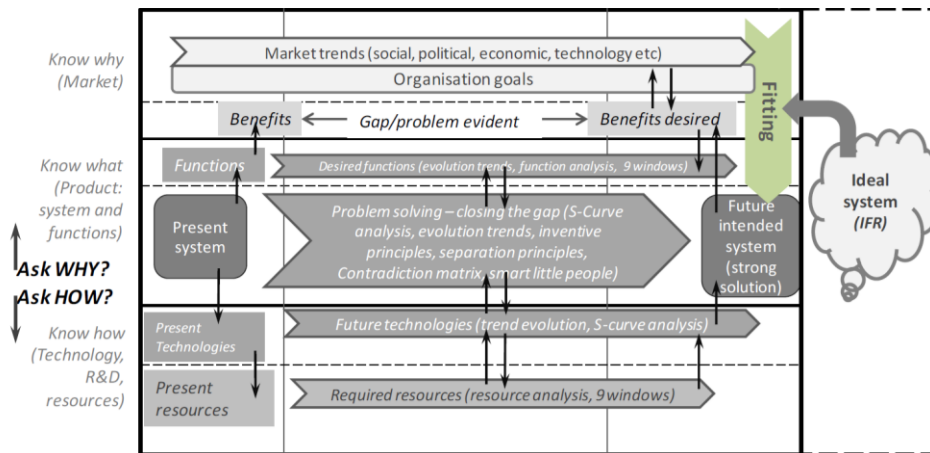 Know why
(Market)
Market trends (social, political, economic, technology etc)
Organisation goals
Fitting
Benefits
Gap/problem evident
Benefits desired
Know what
(Product:
system and
functions)
Functions
Desired functions (evolution trends, function analysis, 9 windows)
Present
system
Problem solving – closing the gap (S-Curve
analysis, evolution trends, inventive
principles, separation principles,
Contradiction matrix, smart little people)
Future
intended
system
(strong
solution)
Ideal
system
(IFR)
Ask WHY?
Ask HOW?
Know how
(Technology,
R&D,
resources)
Present
Technologies
Future technologies (trend evolution, S-curve analysis)
Present
resources
Required resources (resource analysis, 9 windows)